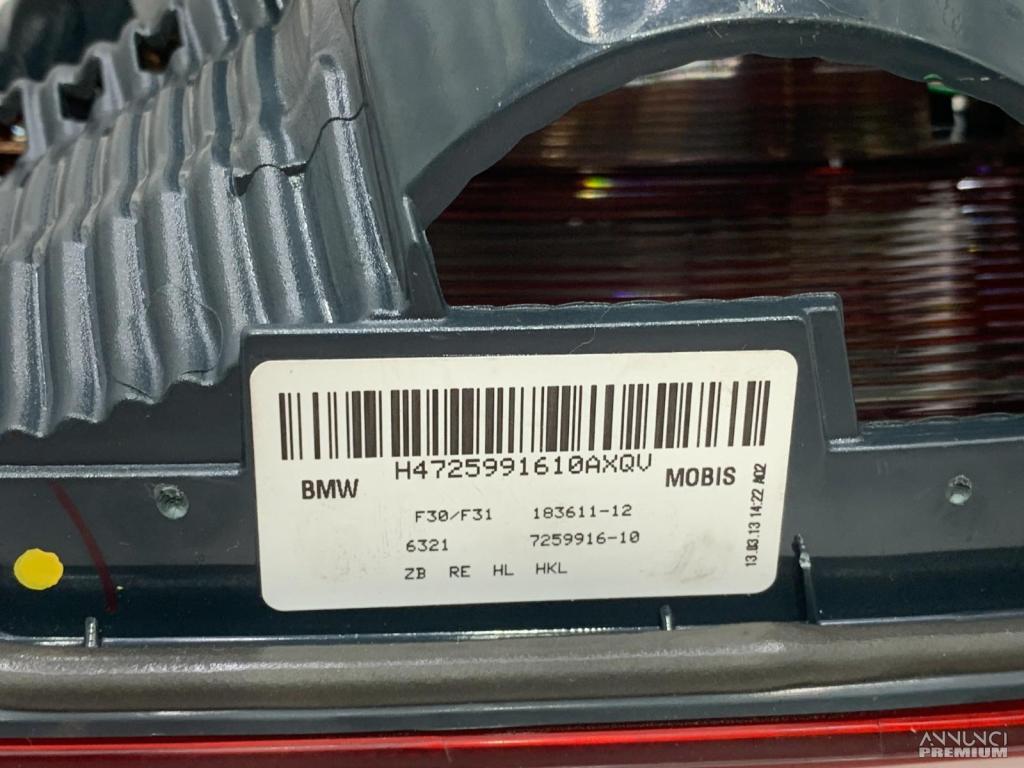 H4725991610AXQV
BMW MOBIS
F30/F31 183611-12
6321 7259916-10
ZB RE HL HKL
13.03.13 14:22 A02
ANNUNCI
PREMIUM